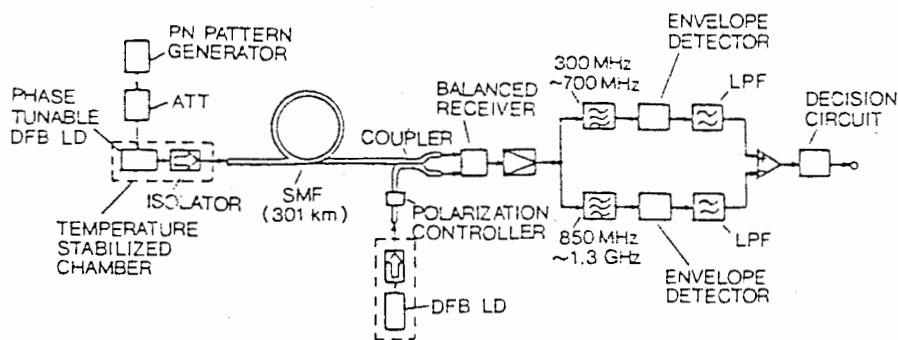 PN PATTERN
GENERATOR
ATT
PHASE
TUNABLE
DFB LD
ISOLATOR
TEMPERATURE
STABILIZED
CHAMBER
SMF
(301 km)
COUPLER
BALANCED
RECEIVER
POLARIZATION
CONTROLLER
DFB LD
300 MHz
~700 MHz
ENVELOPE
DETECTOR
LPF
DECISION
CIRCUIT
850 MHz
~1.3 GHz
ENVELOPE
DETECTOR
LPF